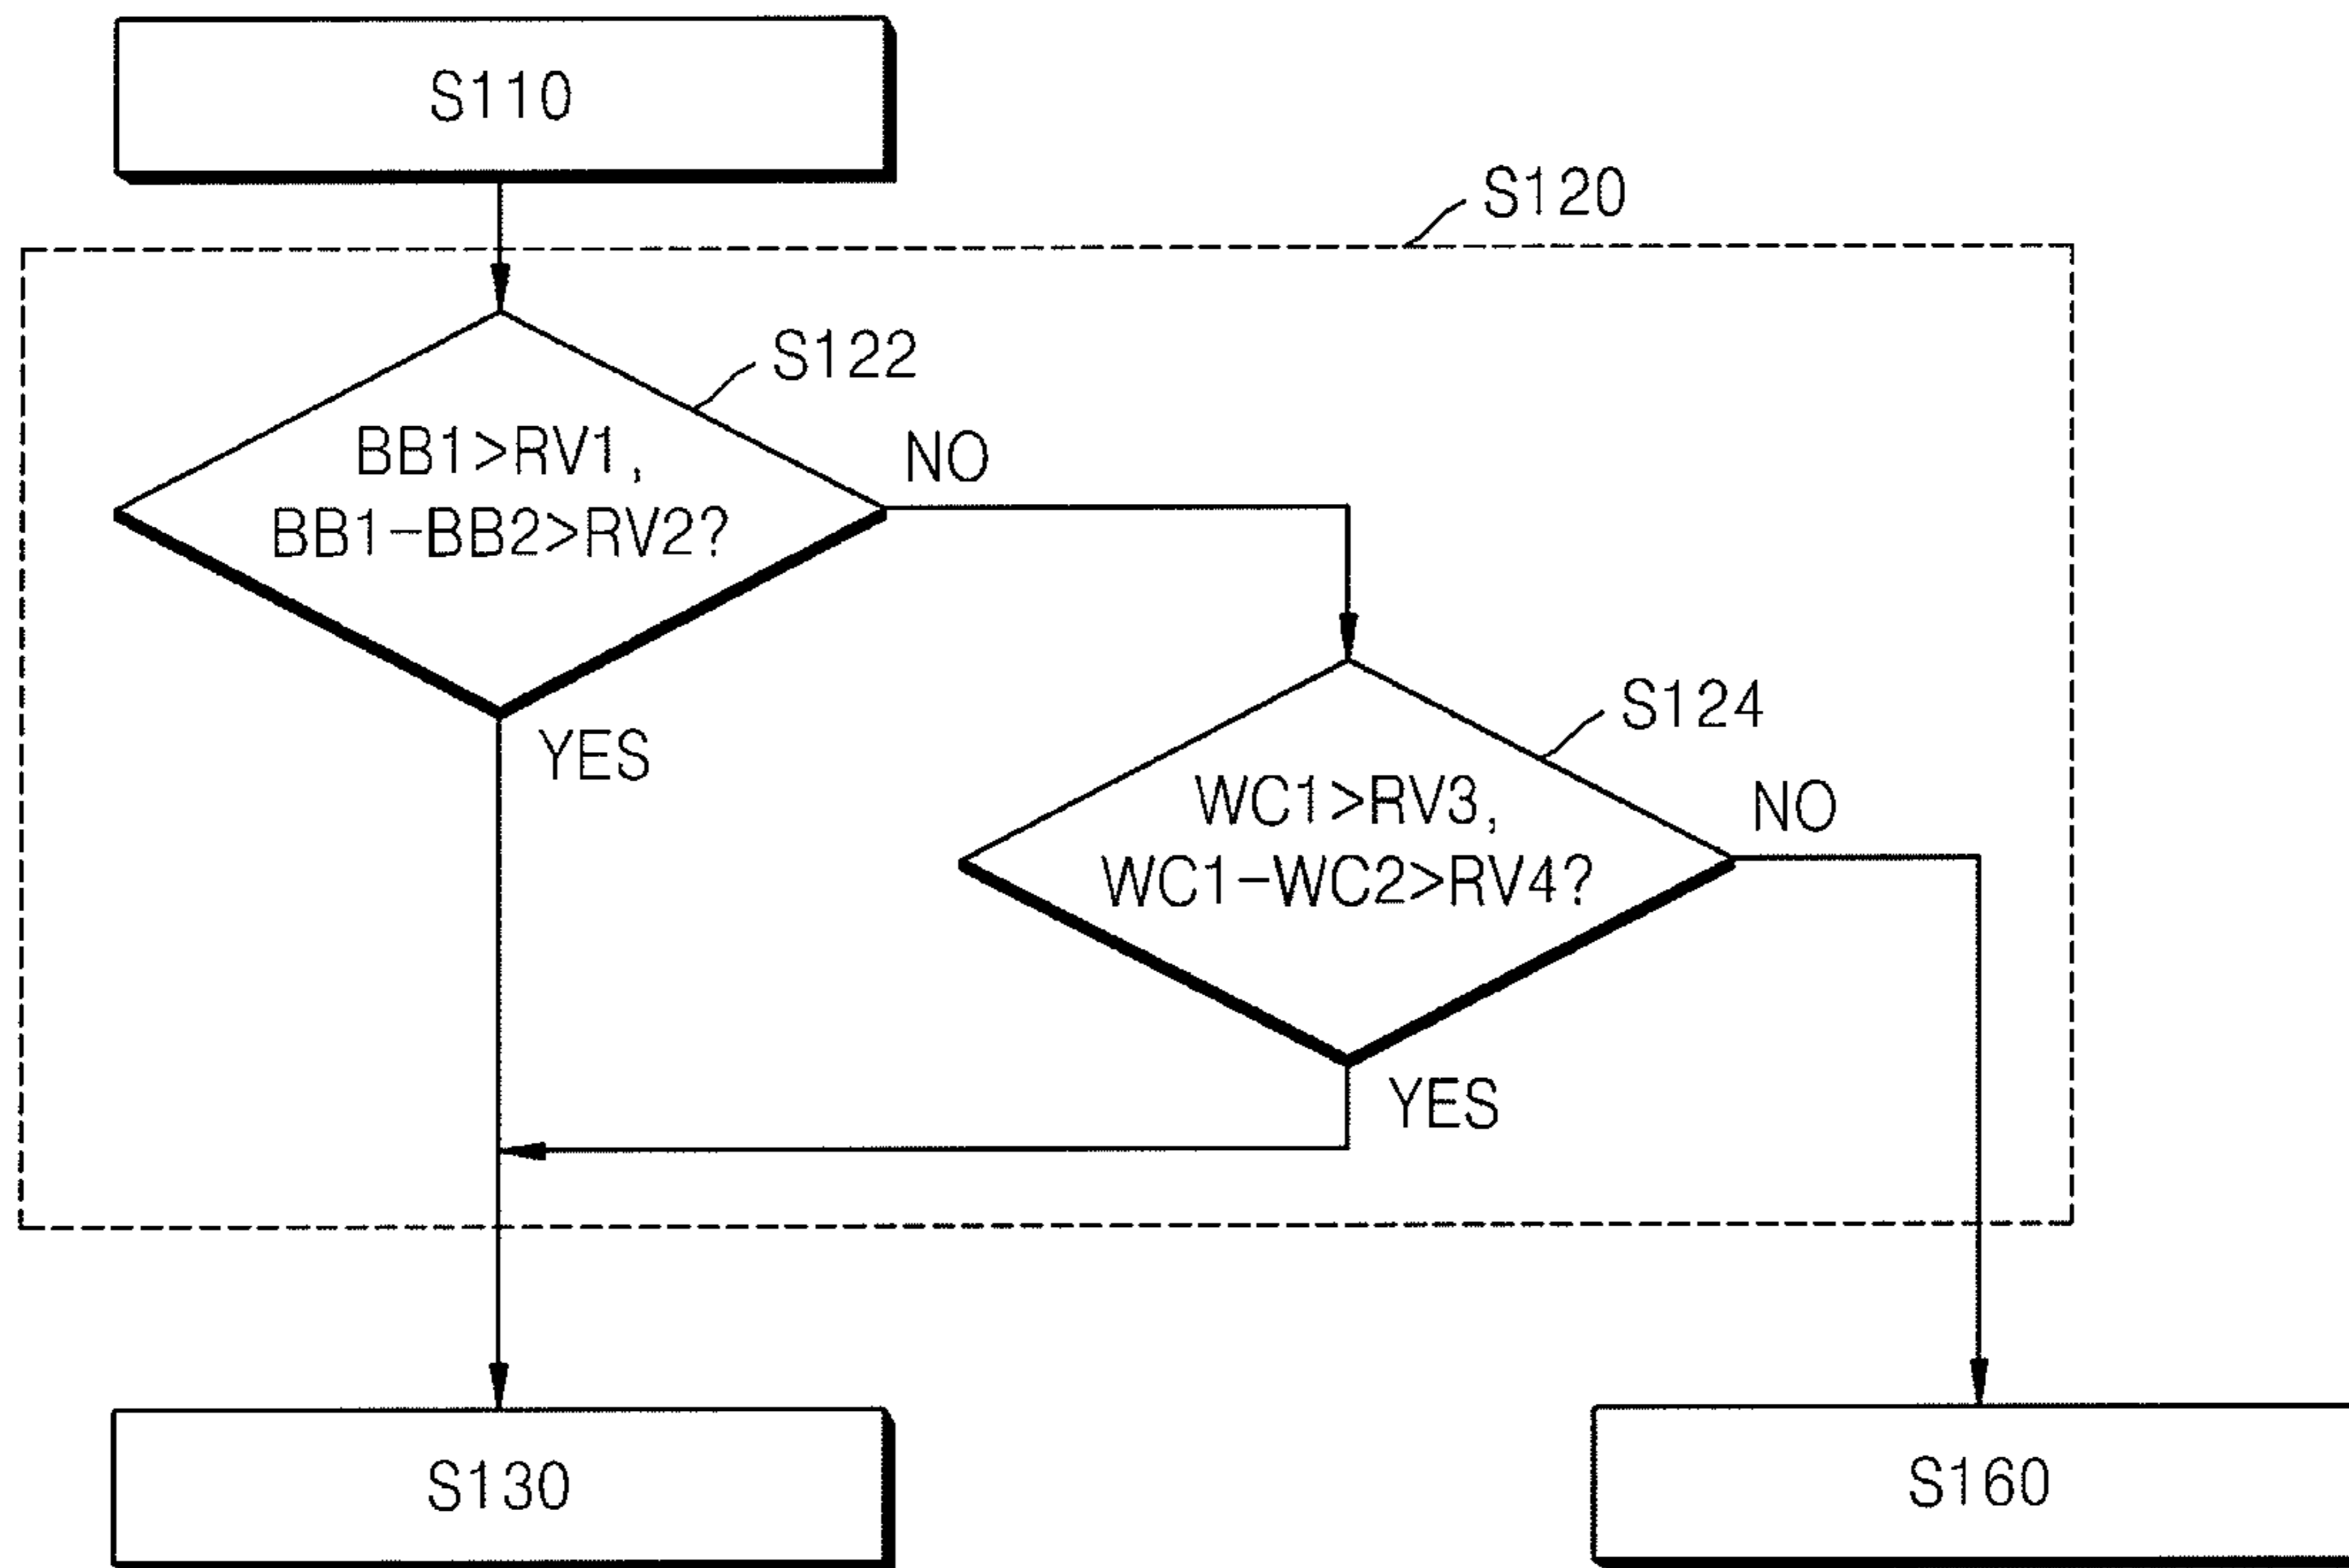 S110
S120
S122
BB1>RV1,
BB1-BB2>RV2?
NO
YES
S124
WC1>RV3,
WC1-WC2>RV4?
NO
YES
S130
S160